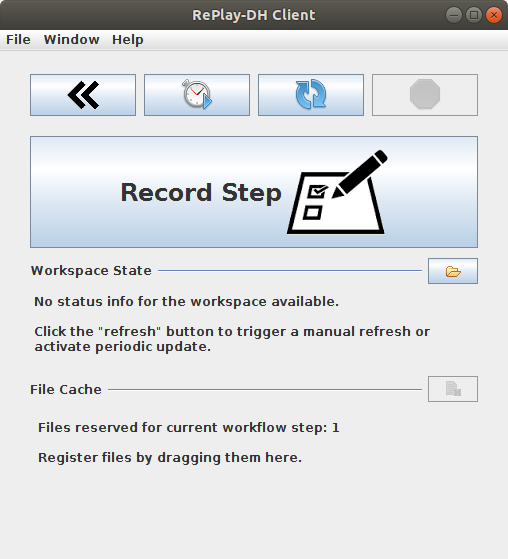 RePlay-DH Client
File Window Help
Record Step
Workspace State
No status info for the workspace available.
Click the "refresh" button to trigger a manual refresh or
activate periodic update.
File Cache
Files reserved for current workflow step: 1
Register files by dragging them here.